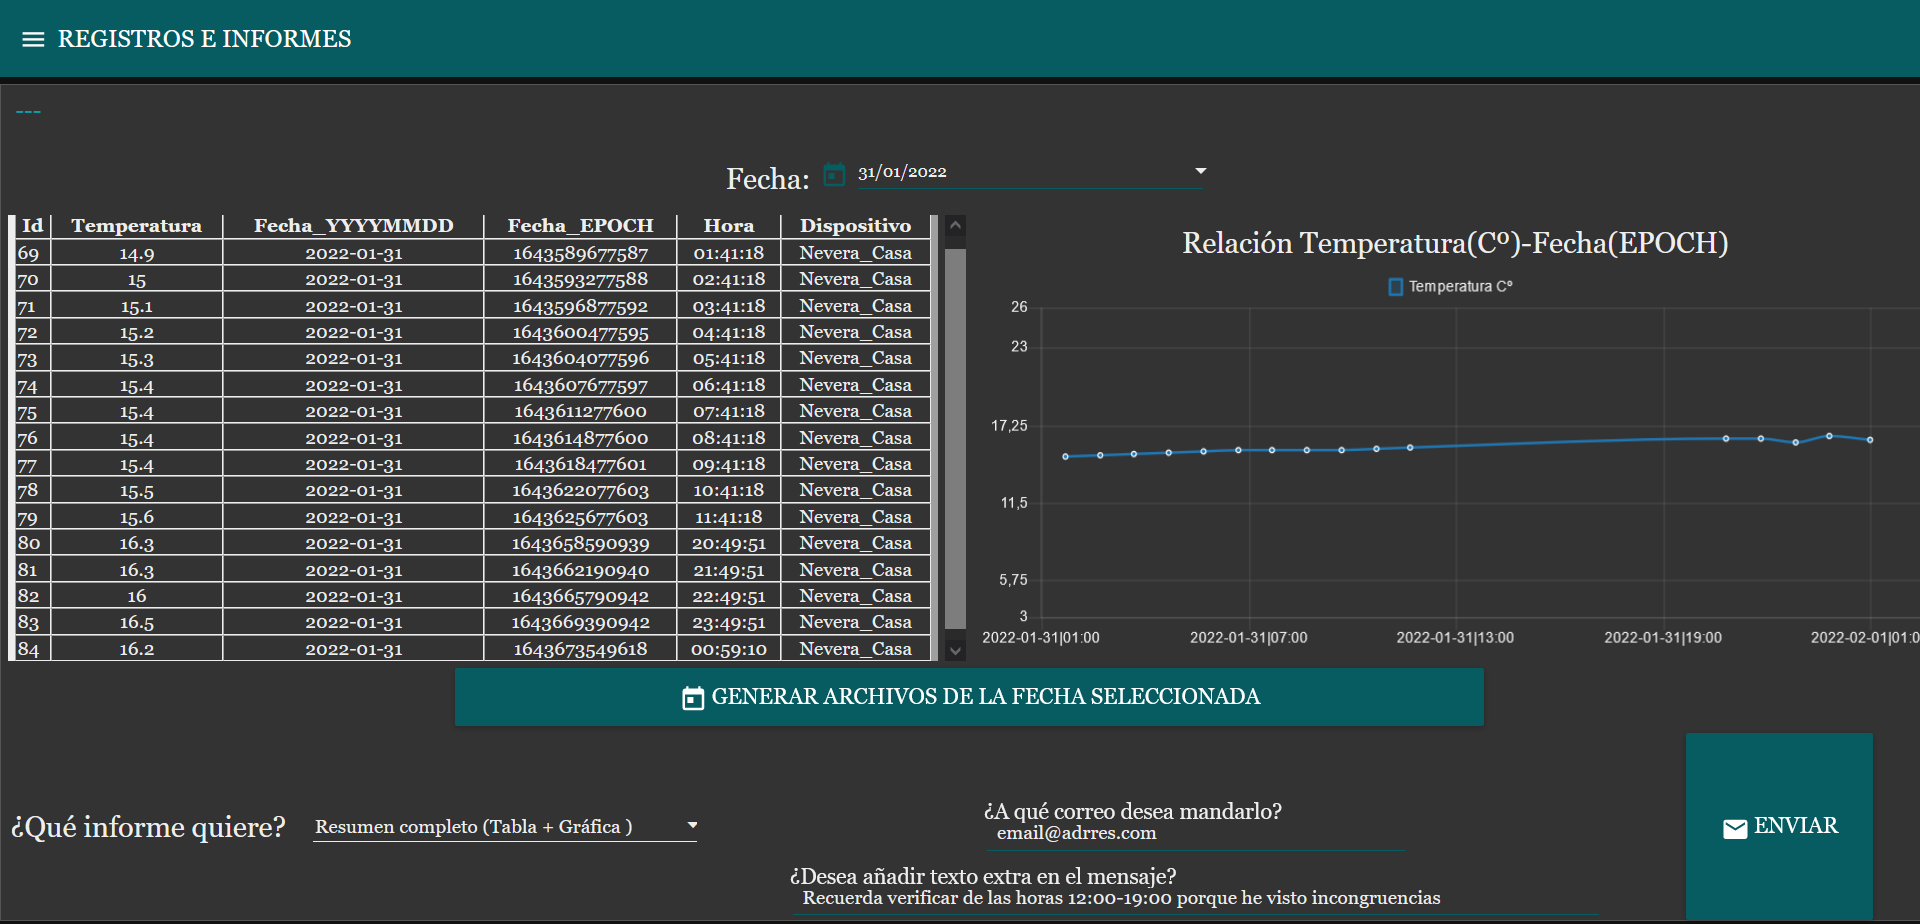 REGISTROS E INFORMES
---
Fecha: 31/01/2022
Id Temperatura Fecha_YYYYMMDD Fecha_EPOCH Hora Dispositivo
69 14.9 2022-01-31 1643589677587 01:41:18 Nevera_Casa
70 15 2022-01-31 1643593277588 02:41:18 Nevera_Casa
71 15.1 2022-01-31 1643596877592 03:41:18 Nevera_Casa
72 15.2 2022-01-31 1643600477595 04:41:18 Nevera_Casa
73 15.3 2022-01-31 1643604077596 05:41:18 Nevera_Casa
74 15.4 2022-01-31 1643607677597 06:41:18 Nevera_Casa
75 15.4 2022-01-31 1643611277600 07:41:18 Nevera_Casa
76 15.4 2022-01-31 1643614877600 08:41:18 Nevera_Casa
77 15.4 2022-01-31 1643618477601 09:41:18 Nevera_Casa
78 15.5 2022-01-31 1643622077603 10:41:18 Nevera_Casa
79 15.6 2022-01-31 1643625677603 11:41:18 Nevera_Casa
80 16.3 2022-01-31 1643658590939 20:49:51 Nevera_Casa
81 16.3 2022-01-31 1643662190940 21:49:51 Nevera_Casa
82 16 2022-01-31 1643665790942 22:49:51 Nevera_Casa
83 16.5 2022-01-31 1643669390942 23:49:51 Nevera_Casa
84 16.2 2022-01-31 1643673549618 00:59:10 Nevera_Casa
Relación Temperatura(Cº)-Fecha(EPOCH)
Temperatura Cº
26
23
17,25
11,5
5,75
3
2022-01-31|01:00 2022-01-31|07:00 2022-01-31|13:00 2022-01-31|19:00 2022-02-01|01:0
GENERAR ARCHIVOS DE LA FECHA SELECCIONADA
¿Qué informe quiere? Resumen completo (Tabla + Gráfica )
¿A qué correo desea mandarlo?
email@adrres.com
¿Desea añadir texto extra en el mensaje?
Recuerda verificar de las horas 12:00-19:00 porque he visto incongruencias
ENVIAR